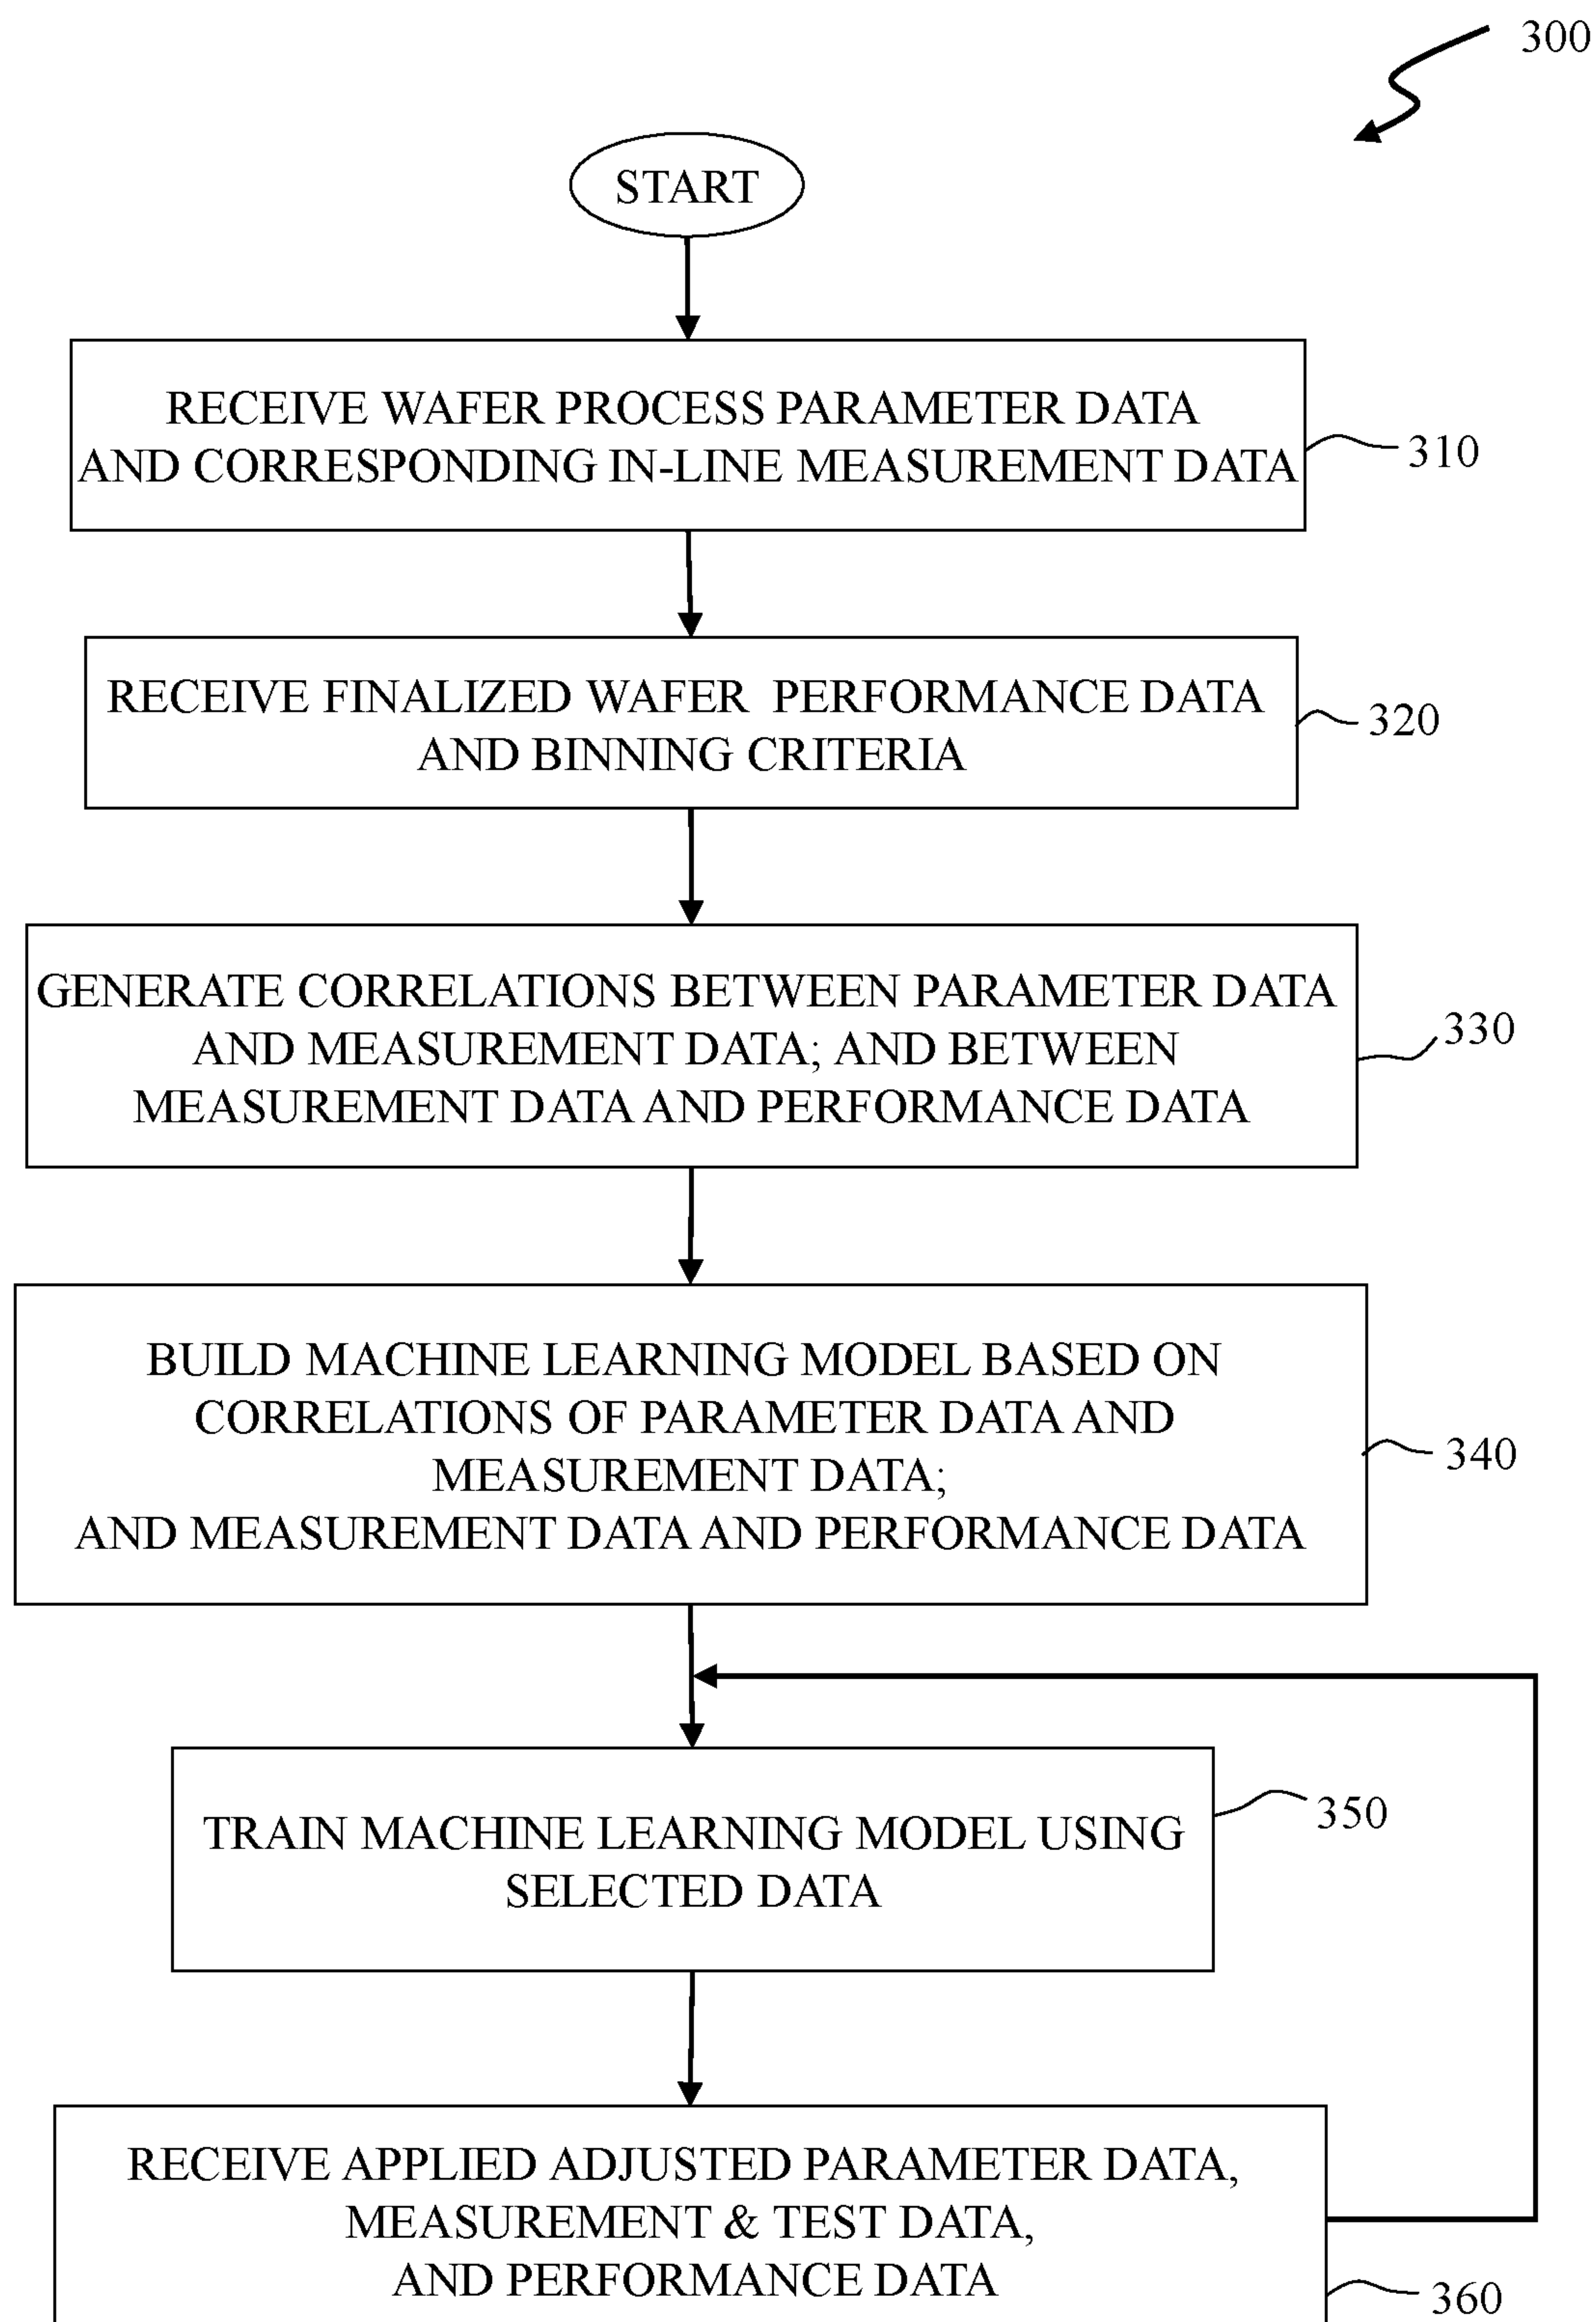 300
START
RECEIVE WAFER PROCESS PARAMETER DATA
AND CORRESPONDING IN-LINE MEASUREMENT DATA
310
RECEIVE FINALIZED WAFER PERFORMANCE DATA
AND BINNING CRITERIA
320
GENERATE CORRELATIONS BETWEEN PARAMETER DATA
AND MEASUREMENT DATA; AND BETWEEN
MEASUREMENT DATA AND PERFORMANCE DATA
330
BUILD MACHINE LEARNING MODEL BASED ON
CORRELATIONS OF PARAMETER DATA AND
MEASUREMENT DATA;
AND MEASUREMENT DATA AND PERFORMANCE DATA
340
TRAIN MACHINE LEARNING MODEL USING
SELECTED DATA
350
RECEIVE APPLIED ADJUSTED PARAMETER DATA,
MEASUREMENT & TEST DATA,
AND PERFORMANCE DATA
360